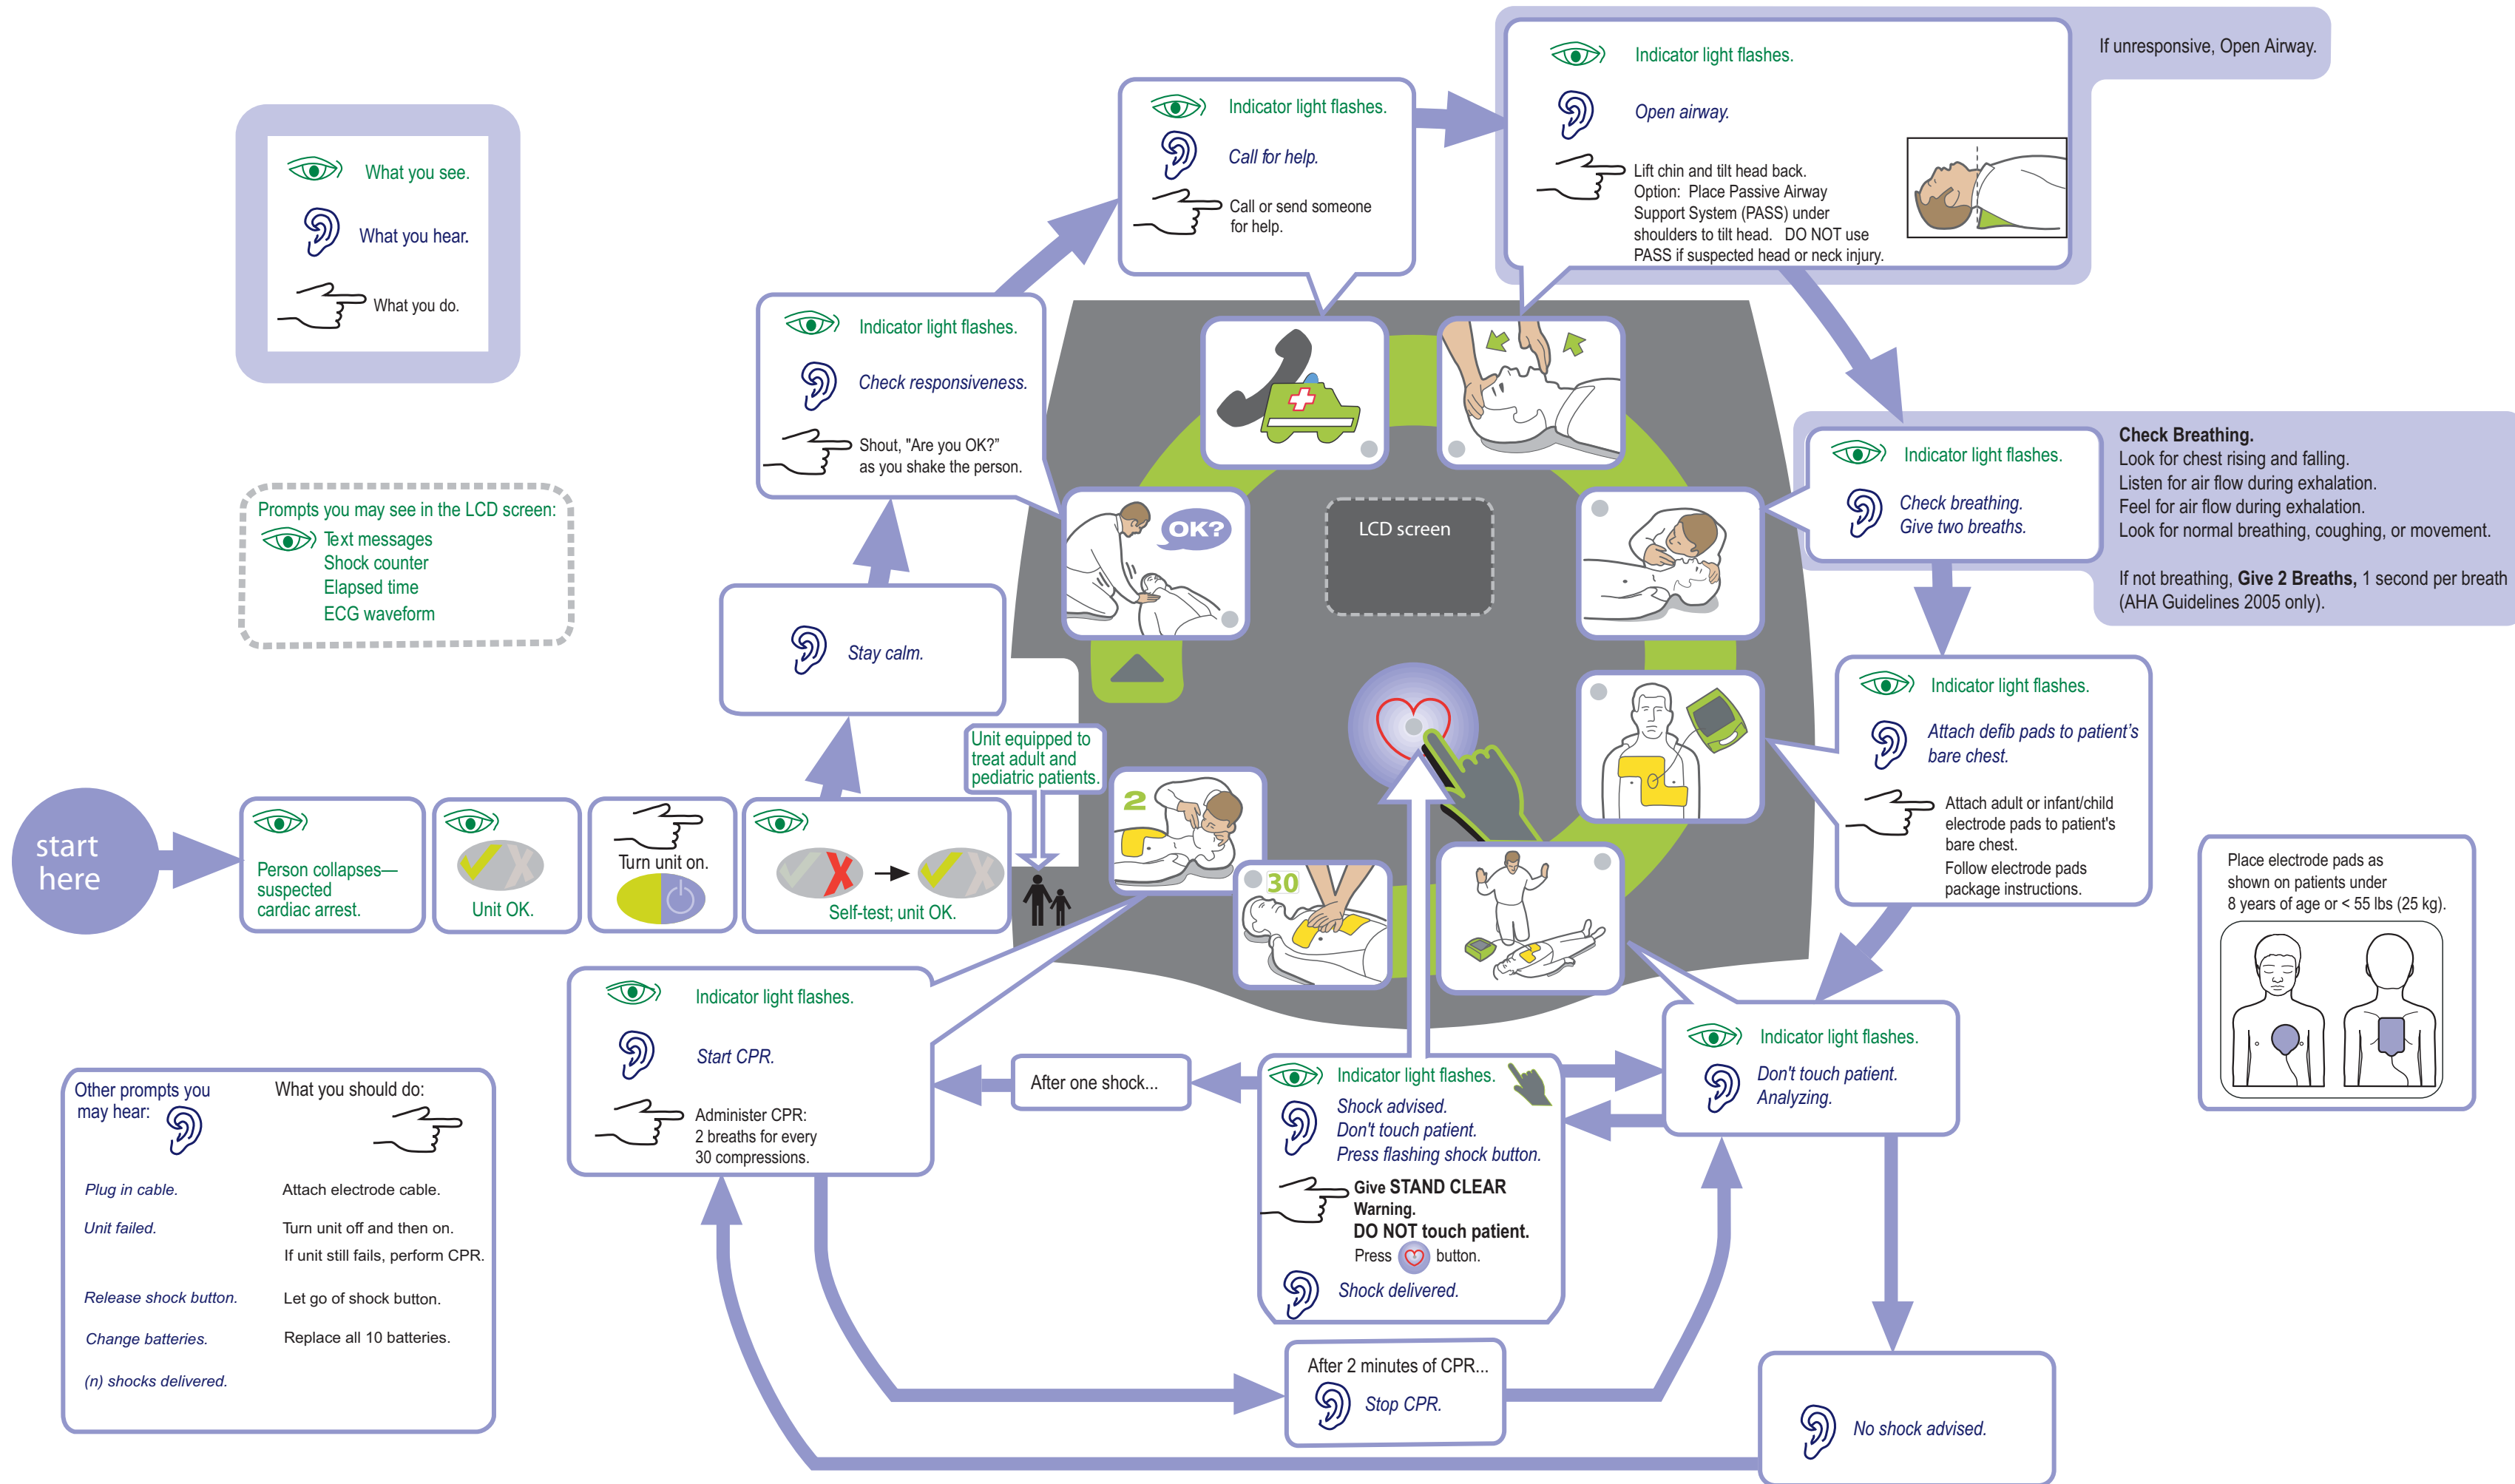 What you see.
What you hear.
What you do.
Prompts you may see in the LCD screen:
Text messages
Shock counter
Elapsed time
ECG waveform
start
here
Person collapses—
suspected
cardiac arrest.
Unit OK.
Turn unit on.
Self-test; unit OK.
Unit equipped to
treat adult and
pediatric patients.
Stay calm.
Indicator light flashes.
Check responsiveness.
Shout, "Are you OK?”
as you shake the person.
Indicator light flashes.
Call for help.
Call or send someone
for help.
Indicator light flashes.
Open airway.
Lift chin and tilt head back.
Option: Place Passive Airway
Support System (PASS) under
shoulders to tilt head. DO NOT use
PASS if suspected head or neck injury.
If unresponsive, Open Airway.
OK?
LCD screen
2
30
Indicator light flashes.
Check breathing.
Give two breaths.
Check Breathing.
Look for chest rising and falling.
Listen for air flow during exhalation.
Feel for air flow during exhalation.
Look for normal breathing, coughing, or movement.
If not breathing, Give 2 Breaths, 1 second per breath
(AHA Guidelines 2005 only).
Indicator light flashes.
Attach defib pads to patient’s
bare chest.
Attach adult or infant/child
electrode pads to patient's
bare chest.
Follow electrode pads
package instructions.
Place electrode pads as
shown on patients under
8 years of age or < 55 lbs (25 kg).
Indicator light flashes.
Don't touch patient.
Analyzing.
Indicator light flashes.
Shock advised.
Don't touch patient.
Press flashing shock button.
Give STAND CLEAR
Warning.
DO NOT touch patient.
Press button.
Shock delivered.
After one shock...
Indicator light flashes.
Start CPR.
Administer CPR:
2 breaths for every
30 compressions.
After 2 minutes of CPR...
Stop CPR.
No shock advised.
Other prompts you
may hear:
What you should do:
Plug in cable.
Attach electrode cable.
Unit failed.
Turn unit off and then on.
If unit still fails, perform CPR.
Release shock button.
Let go of shock button.
Change batteries.
Replace all 10 batteries.
(n) shocks delivered.